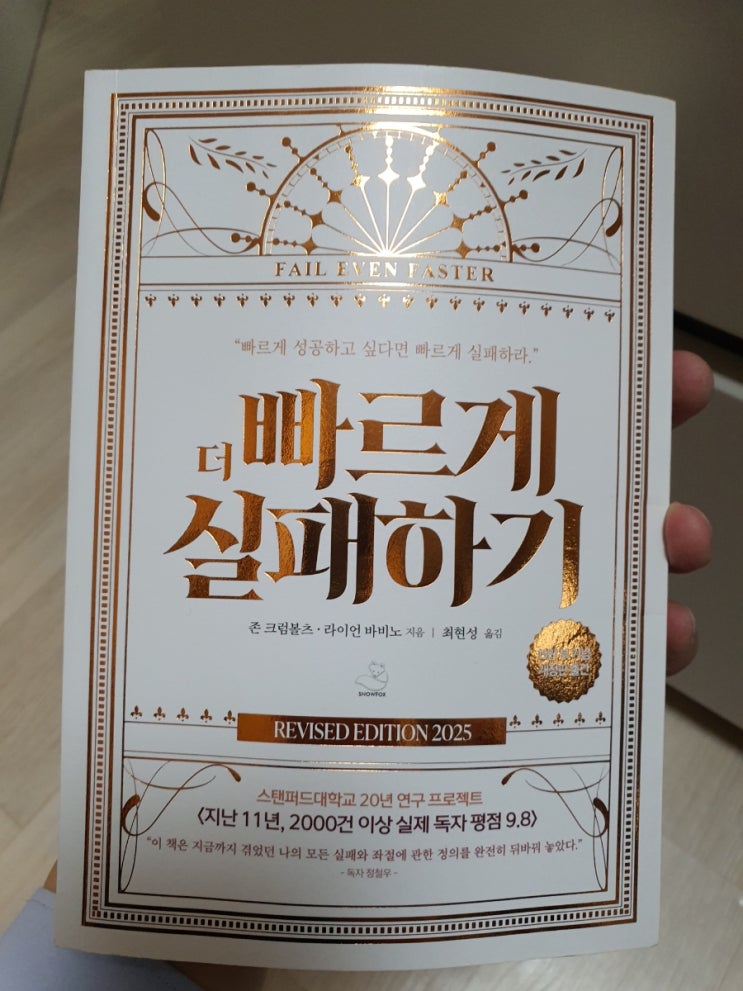 FAIL EVEN FASTER
“빠르게 성공하고 싶다면 빠르게 실패하라.”
더 빠르게
실패하기
존 크럼볼츠 · 라이언 바비노 지음 | 최현성 옮김
SNOWFOX
REVISED EDITION 2025
스탠퍼드대학교 20년 연구 프로젝트
〈지난 11년, 2000건 이상 실제 독자 평점 9.8〉
“이 책은 지금까지 겪었던 나의 모든 실패와 좌절에 관한 정의를 완전히 뒤바꿔 놓았다.”
- 독자 정철우 -